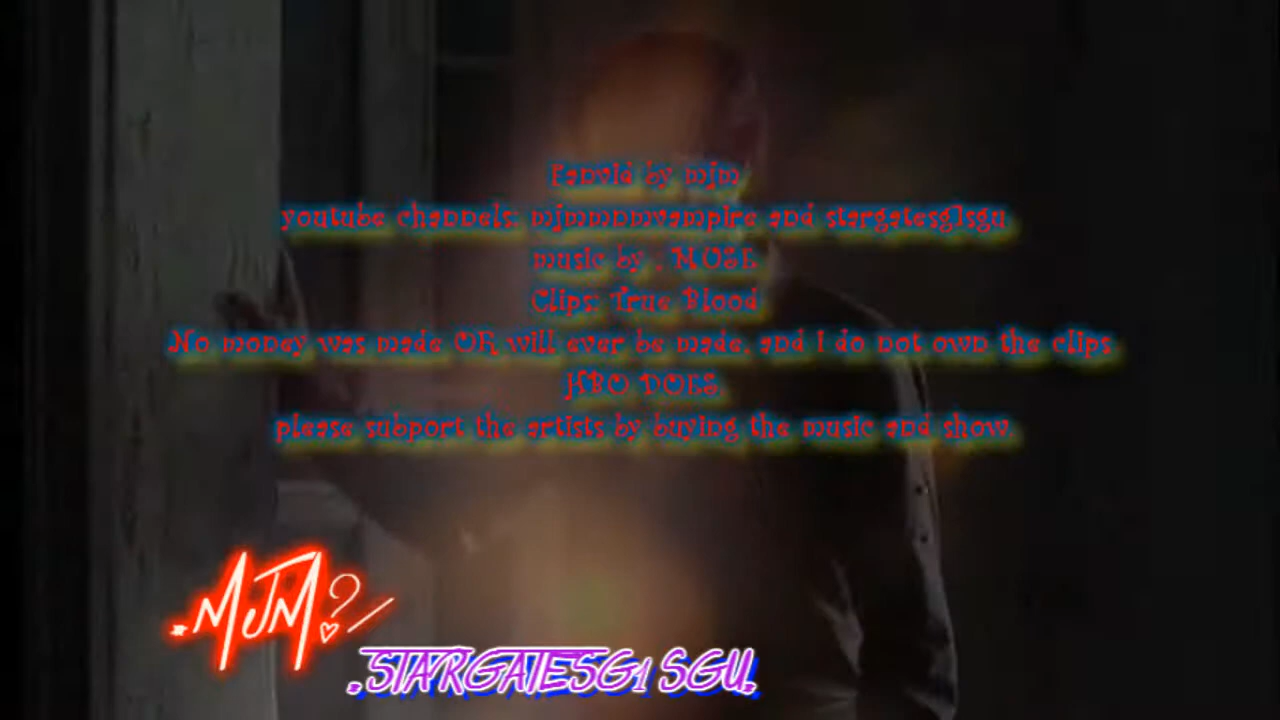 Fanvid by mjm
youtube channels: mjmmnmvampire and stargatesg1sgu
music by . MUSE
Clips: True Blood
No money was made OR will ever be made, and I do not own the clips
HBO DOES
please support the artists by buying the music and show.
.MJM?
.STARGATESG1 SGU.